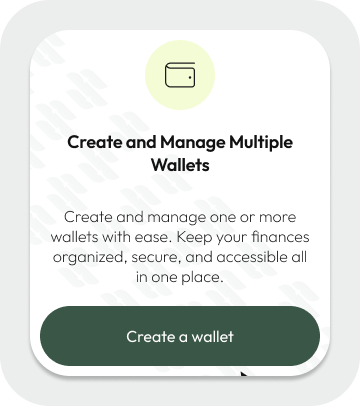 Create and Manage Multiple
Wallets
Create and manage one or more
wallets with ease. Keep your finances
organized, secure, and accessible all
in one place.
Create a wallet